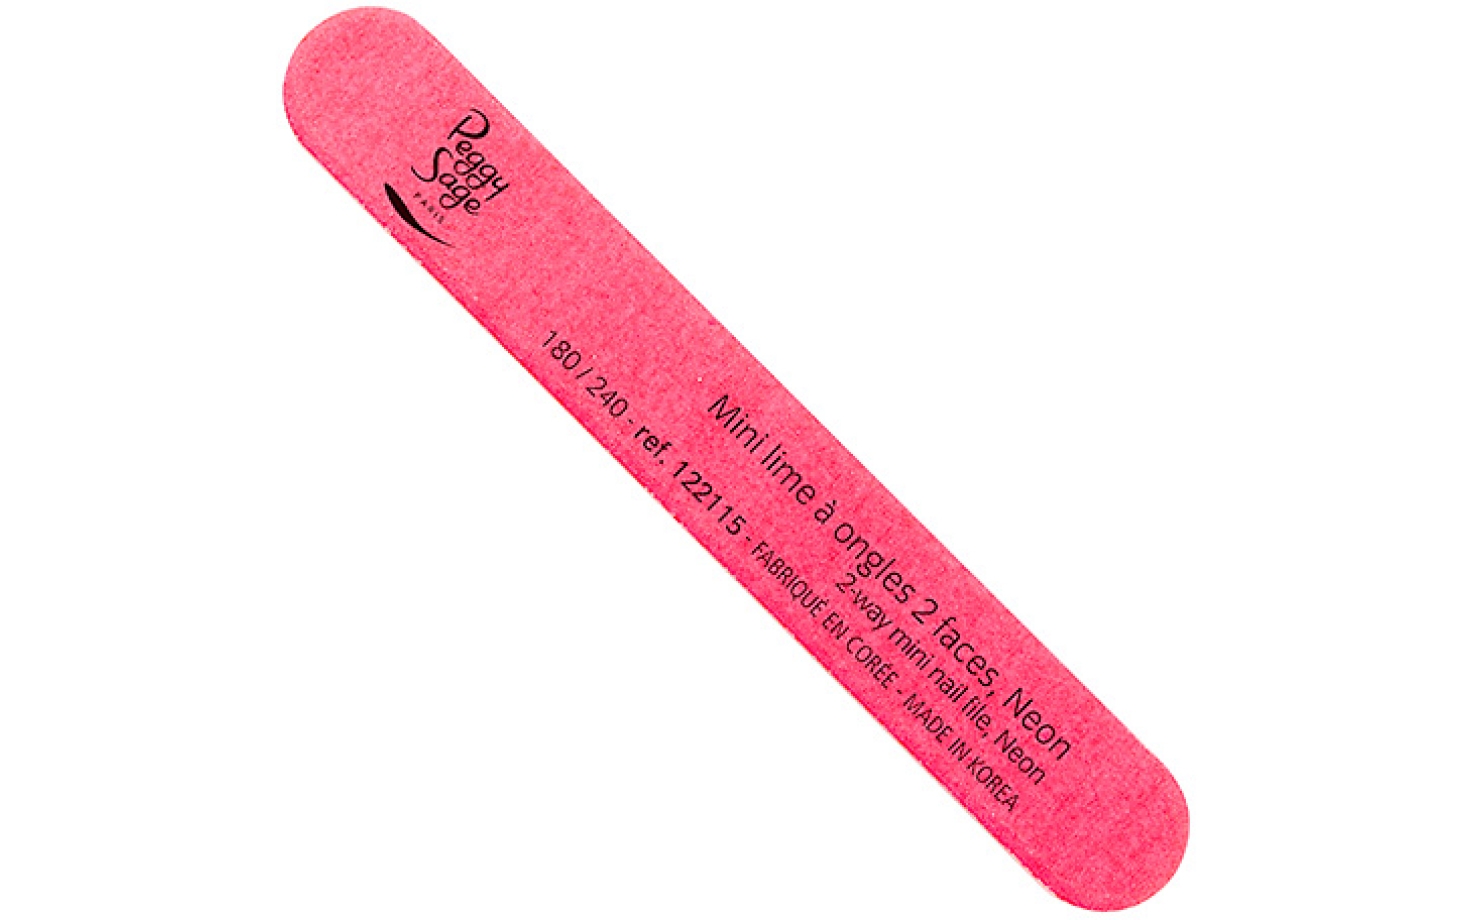 Peggy
Sage
PARIS
Mini lime à ongles 2 faces, Neon
2-way mini nail file, Neon
180 / 240 - ref. 122115 - FABRIQUÉ EN CORÉE - MADE IN KOREA